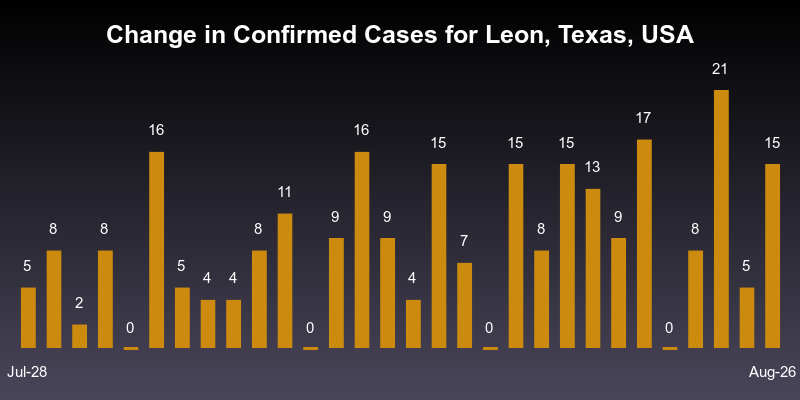 Change in Confirmed Cases for Leon, Texas, USA
5 8 2 8 0 16 5 4 4 8 11 0 9 16 9 4 15 7 0 15 8 15 13 9 17 0 8 21 5 15
Jul-28 Aug-26